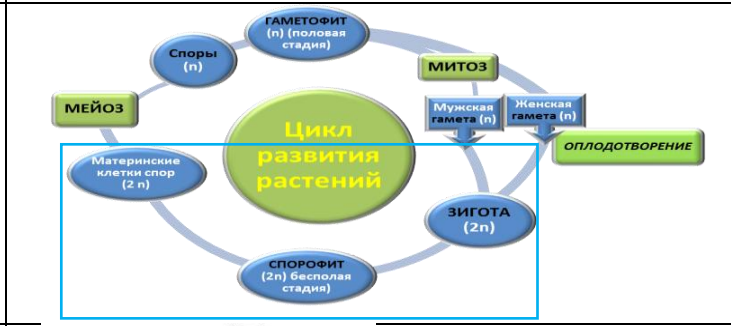 ГАМЕТОФИТ
(n) (половая
стадия)
Споры
(n)
МИТОЗ
МЕЙОЗ
Мужская
гамета (n)
Женская
гамета (n)
Цикл
развития
растений
ОПЛОДОТВОРЕНИЕ
Материнские
клетки спор
(2 n)
ЗИГОТА
(2n)
СПОРОФИТ
(2n) бесполая
стадия)